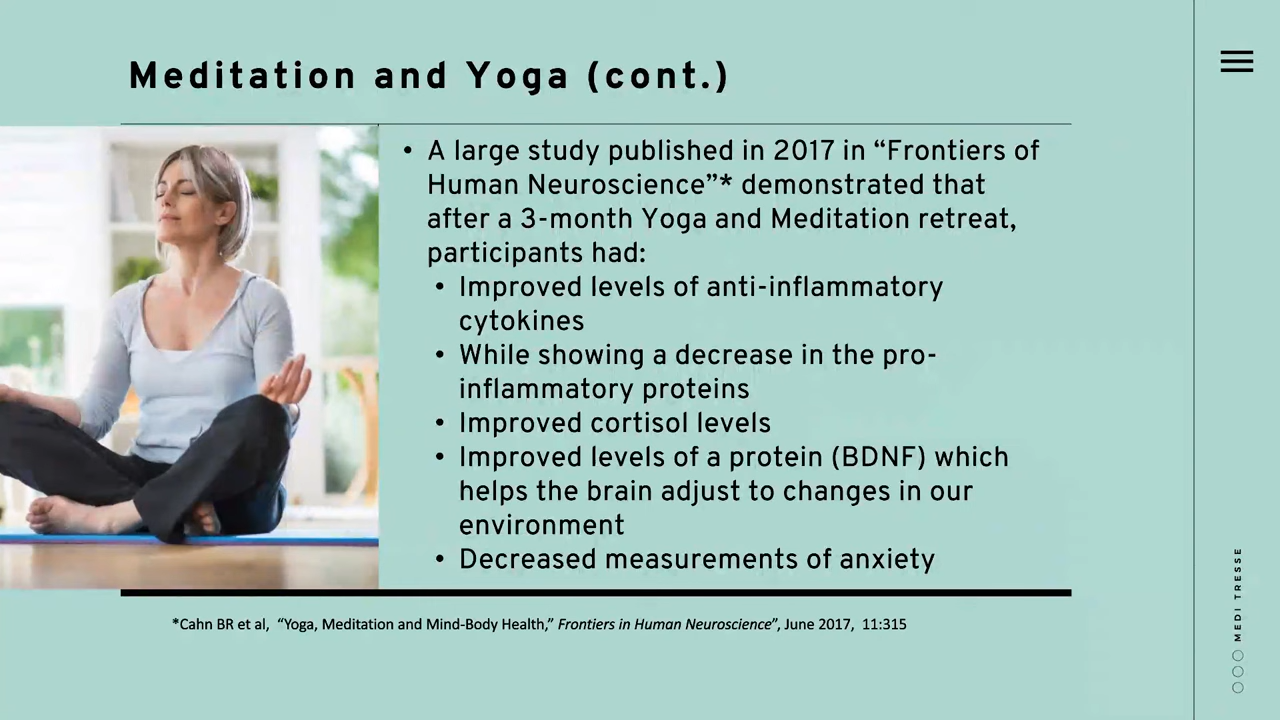 Meditation and Yoga (cont.)
• A large study published in 2017 in “Frontiers of
Human Neuroscience”* demonstrated that
after a 3-month Yoga and Meditation retreat,
participants had:
• Improved levels of anti-inflammatory
cytokines
• While showing a decrease in the pro-
inflammatory proteins
• Improved cortisol levels
• Improved levels of a protein (BDNF) which
helps the brain adjust to changes in our
environment
• Decreased measurements of anxiety
*Cahn BR et al, “Yoga, Meditation and Mind-Body Health,” Frontiers in Human Neuroscience”, June 2017, 11:315
MEDI TRESSE